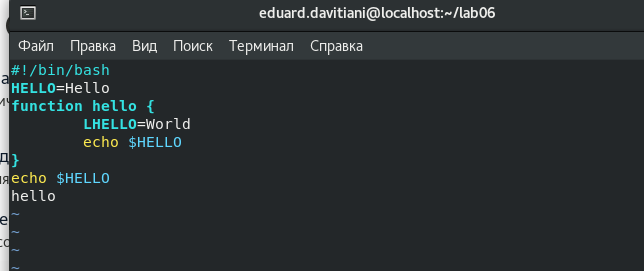 eduard.davitiani@localhost:~/lab06
Файл Правка Вид Поиск Терминал Справка
#!/bin/bash
HELLO=Hello
function hello {
        LHELLO=World
        echo $HELLO
}
echo $HELLO
hello
~
~
~
~